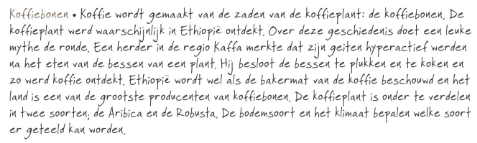 Koffiebonen • Koffie wordt gemaakt van de zaden van de koffieplant: de koffiebonen. De
koffieplant werd waarschijnlijk in Ethiopië ontdekt. Over deze geschiedenis doet een leuke
mythe de ronde. Een herder in de regio Kaffa merkte dat zijn geiten hyperactief werden
na het eten van de bessen van een plant. Hij besloot de bessen te plukken en te koken en
zo werd koffie ontdekt. Ethiopië wordt wel als de bakermat van de koffie beschouwd en het
land is een van de grootste producenten van koffiebonen. De koffieplant is onder te verdelen
in twee soorten; de Aribica en de Robusta. De bodemsoort en het klimaat bepalen welke soort
er geteeld kan worden.